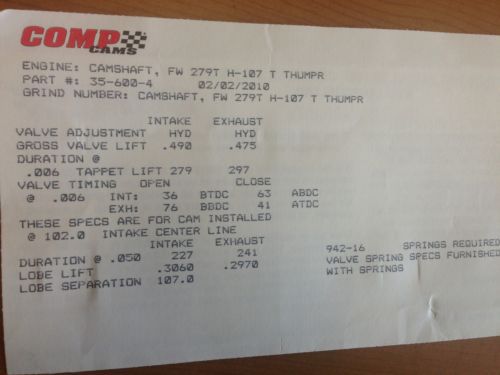 COMP
CAMS
ENGINE: CAMSHAFT, FW 279T H-107 T THUMPR
PART #: 35-600-4 02/02/2010
GRIND NUMBER: CAMSHAFT, FW 279T H-107 T THUMPR
INTAKE EXHAUST
VALVE ADJUSTMENT HYD HYD
GROSS VALVE LIFT .490 .475
DURATION @
.006 TAPPET LIFT 279 297
VALVE TIMING OPEN CLOSE
@ .006 INT: 36 BTDC 63 ABDC
EXH: 76 BBDC 41 ATDC
THESE SPECS ARE FOR CAM INSTALLED
@ 102.0 INTAKE CENTER LINE
INTAKE EXHAUST
DURATION @ .050 227 241
LOBE LIFT .3060 .2970
LOBE SEPARATION 107.0
942-16 SPRINGS REQUIRED
VALVE SPRING SPECS FURNISHED
WITH SPRINGS